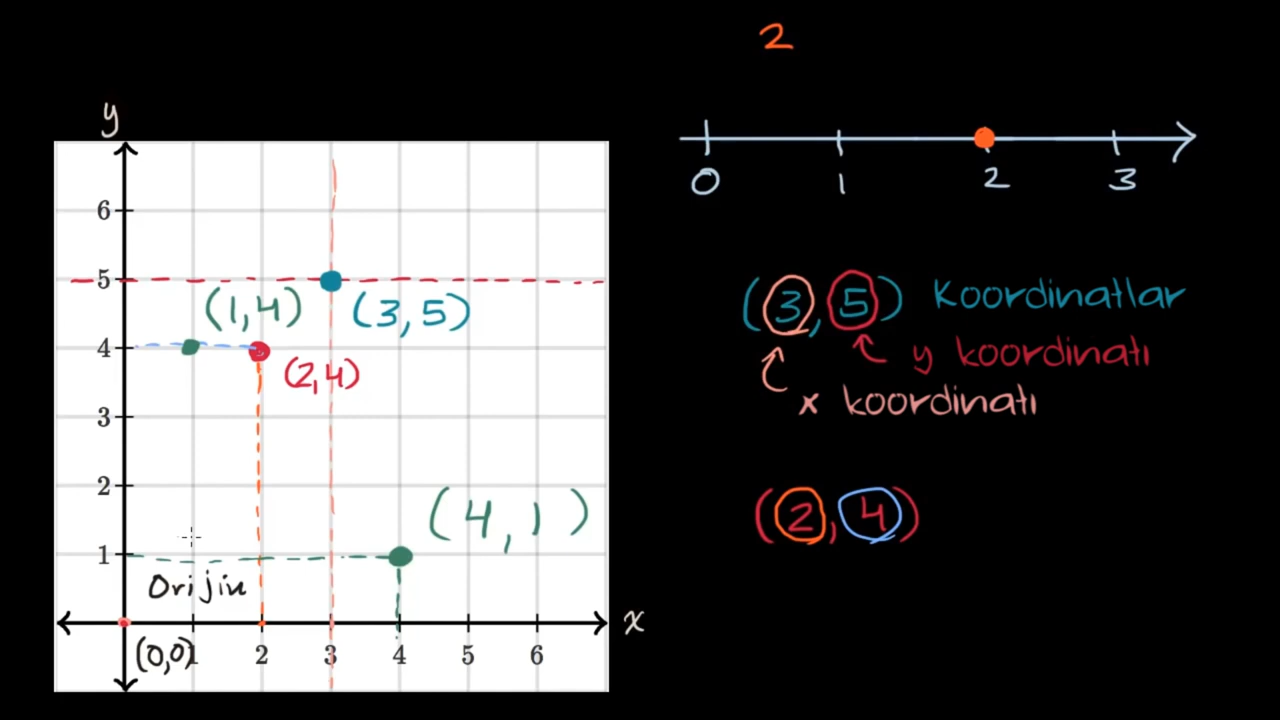 2
0 1 2 3
y
6
5
4
3
2
1
(1,4)
(3,5)
(2,4)
(4,1)
Orijin
(0,0)
1 2 3 4 5 6
x
(3,5) Koordinatlar
y koordinatı
x koordinatı
(2,4)